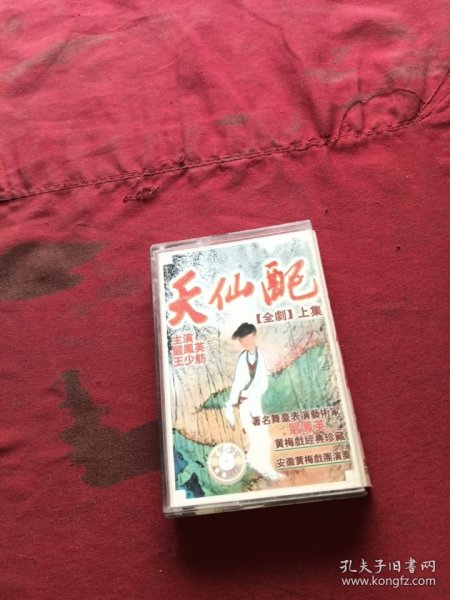 天仙配
【全劇】上集
主演
嚴鳳英
王少舫
著名舞臺表演藝術家
嚴鳳英
黃梅戲經典珍藏
安徽黃梅戲團演奏
孔夫子旧书网
www.kongfz.com